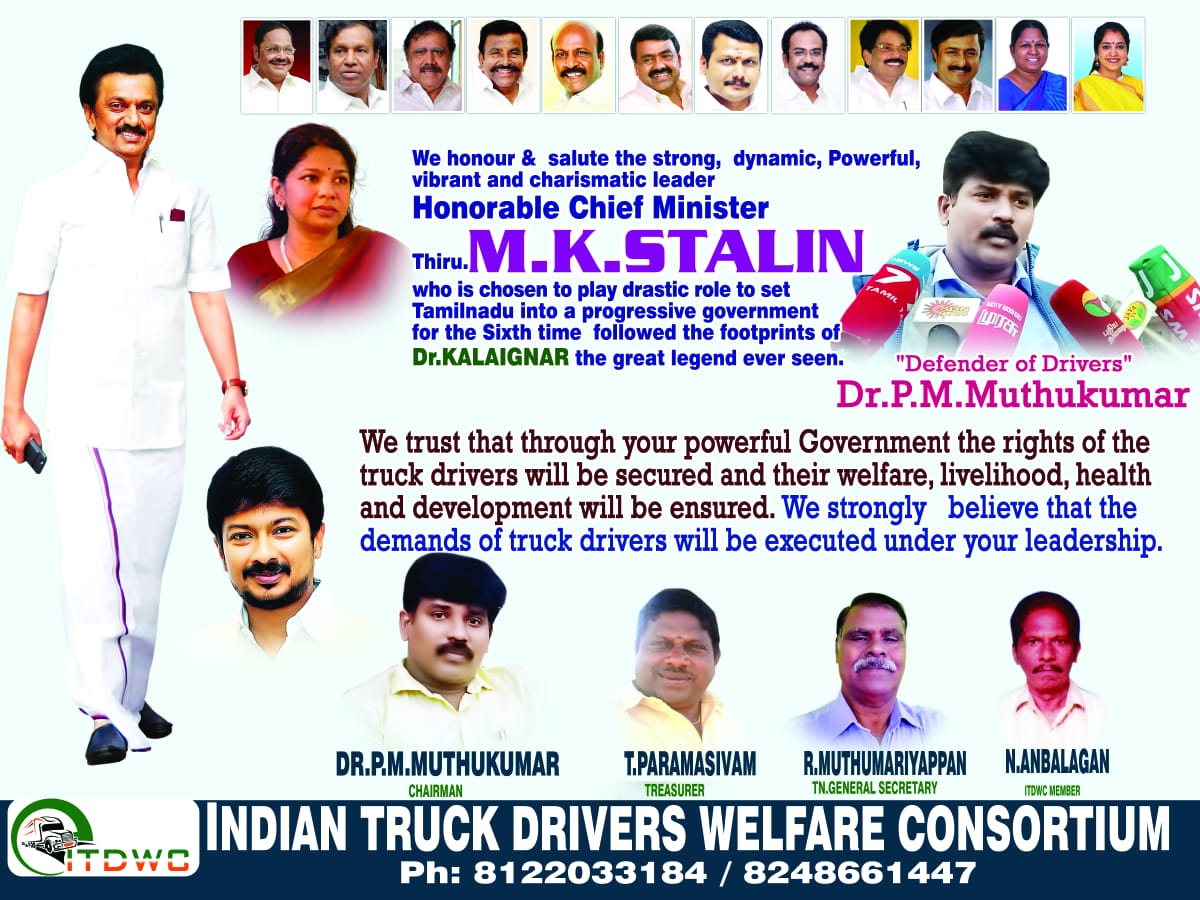 We honour & salute the strong, dynamic, Powerful,
vibrant and charismatic leader
Honorable Chief Minister
Thiru.M.K.STALIN
who is chosen to play drastic role to set
Tamilnadu into a progressive government
for the Sixth time followed the footprints of
Dr.KALAIGNAR the great legend ever seen.
NEWS
7
TAMIL
முரசு
J
"Defender of Drivers"
Dr.P.M.Muthukumar
We trust that through your powerful Government the rights of the
truck drivers will be secured and their welfare, livelihood, health
and development will be ensured. We strongly believe that the
demands of truck drivers will be executed under your leadership.
DR.P.M.MUTHUKUMAR
CHAIRMAN
T.PARAMASIVAM
TREASURER
R.MUTHUMARIYAPPAN
TN.GENERAL SECRETARY
N.ANBALAGAN
ITDWC MEMBER
ITDWC
INDIAN TRUCK DRIVERS WELFARE CONSORTIUM
Ph: 8122033184 / 8248661447